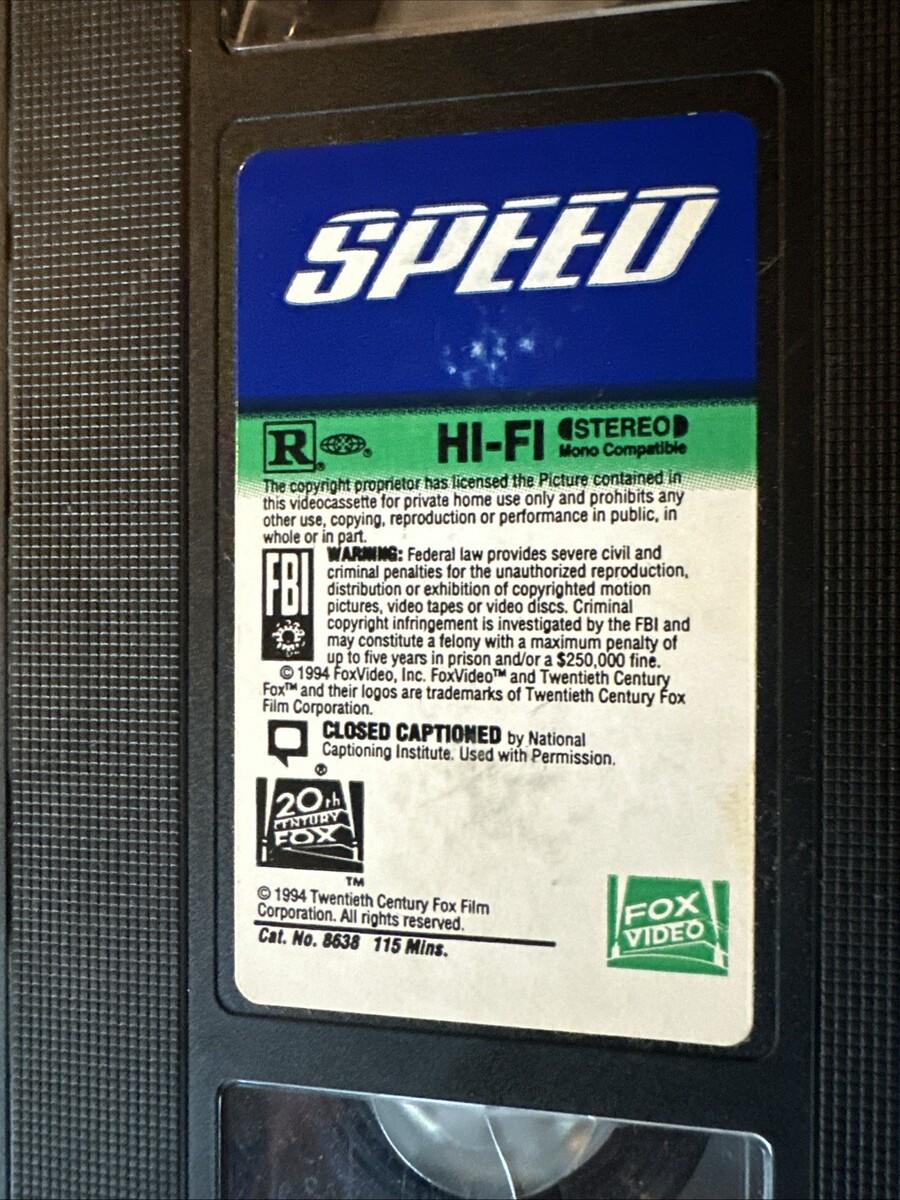 SPEED
R HI-FI STEREO
Mono Compatible
The copyright proprietor has licensed the Picture contained in
this videocassette for private home use only and prohibits any
other use, copying, reproduction or performance in public, in
whole or in part.
FBI
WARNING: Federal law provides severe civil and
criminal penalties for the unauthorized reproduction,
distribution or exhibition of copyrighted motion
pictures, video tapes or video discs. Criminal
copyright infringement is investigated by the FBI and
may constitute a felony with a maximum penalty of
up to five years in prison and/or a $250,000 fine.
© 1994 FoxVideo, Inc. FoxVideo™ and Twentieth Century
Fox™ and their logos are trademarks of Twentieth Century Fox
Film Corporation.
CLOSED CAPTIONED by National
Captioning Institute. Used with Permission.
®
20th
CENTURY
FOX
TM
© 1994 Twentieth Century Fox Film
Corporation. All rights reserved.
Cat. No. 8638 115 Mins.
FOX
VIDEO